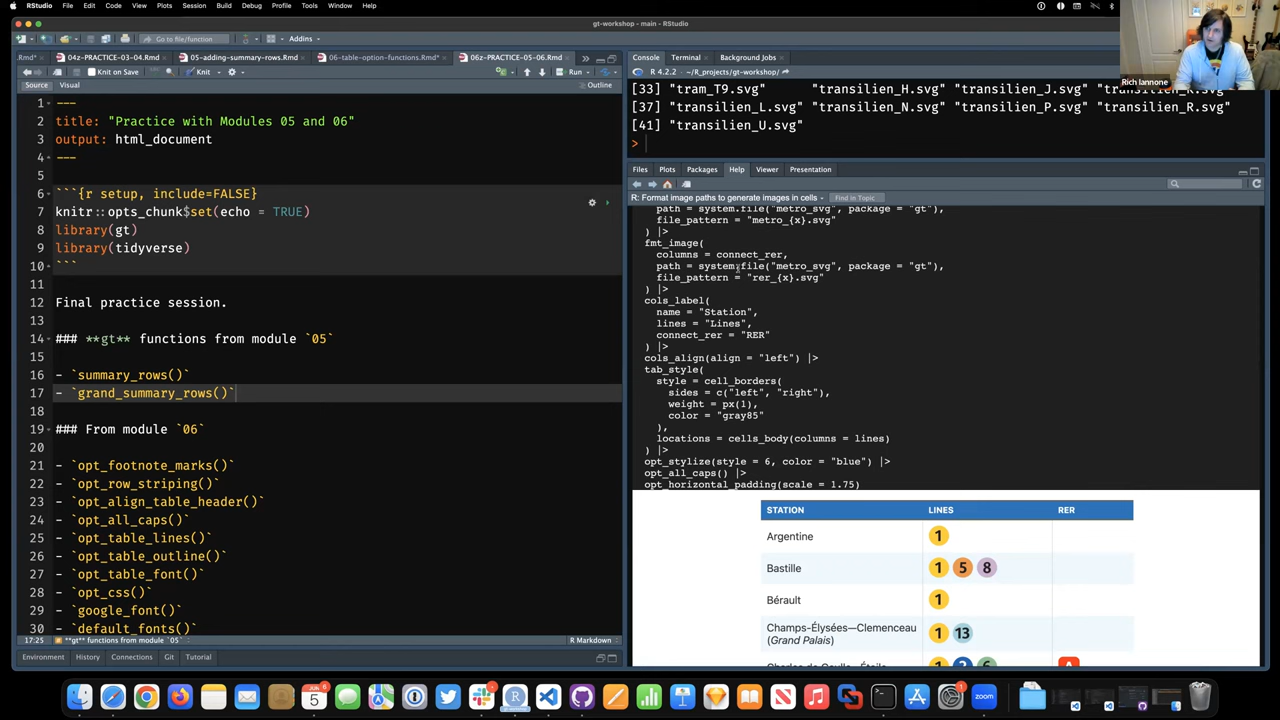 RStudio File Edit Code View Plots Session Build Debug Profile Tools Window Help
gt-workshop - main - RStudio
Go to file/function
Addins
Rich Iannone
.Rmd*
04z-PRACTICE-03-04.Rmd
05-adding-summary-rows.Rmd
06-table-option-functions.Rmd*
06z-PRACTICE-05-06.Rmd
Knit on Save
Knit
Run
Source Visual
Outline
1 ---
2 title: "Practice with Modules 05 and 06"
3 output: html_document
4 ---
5
6 ```{r setup, include=FALSE}
7 knitr::opts_chunk$set(echo = TRUE)
8 library(gt)
9 library(tidyverse)
10 ```
11
12 Final practice session.
13
14 ### **gt** functions from module `05`
15
16 - `summary_rows()`
17 - `grand_summary_rows()`
18
19 ### From module `06`
20
21 - `opt_footnote_marks()`
22 - `opt_row_striping()`
23 - `opt_align_table_header()`
24 - `opt_all_caps()`
25 - `opt_table_lines()`
26 - `opt_table_outline()`
27 - `opt_table_font()`
28 - `opt_css()`
29 - `google_font()`
30 - `default_fonts()`
17:25 **gt** functions from module `05` R Markdown
Environment History Connections Git Tutorial
Console Terminal Background Jobs
R 4.2.2 · ~/R_projects/gt-workshop/
[33] "tram_T9.svg" "transilien_H.svg" "transilien_J.svg" "transilien_K.svg"
[37] "transilien_L.svg" "transilien_N.svg" "transilien_P.svg" "transilien_R.svg"
[41] "transilien_U.svg"
>
Files Plots Packages Help Viewer Presentation
R: Format image paths to generate images in cells
Find in Topic
path = system.file("metro_svg", package = "gt"),
file_pattern = "metro_{x}.svg"
) |>
fmt_image(
columns = connect_rer,
path = system.file("metro_svg", package = "gt"),
file_pattern = "rer_{x}.svg"
) |>
cols_label(
name = "Station",
lines = "Lines",
connect_rer = "RER"
) |>
cols_align(align = "left") |>
tab_style(
style = cell_borders(
sides = c("left", "right"),
weight = px(1),
color = "gray85"
),
locations = cells_body(columns = lines)
) |>
opt_stylize(style = 6, color = "blue") |>
opt_all_caps() |>
opt_horizontal_padding(scale = 1.75)
STATION LINES RER
Argentine 1
Bastille 1 5 8
Bérault 1
Champs-Élysées—Clemenceau 1 13
(Grand Palais)
JUN
5
zoom